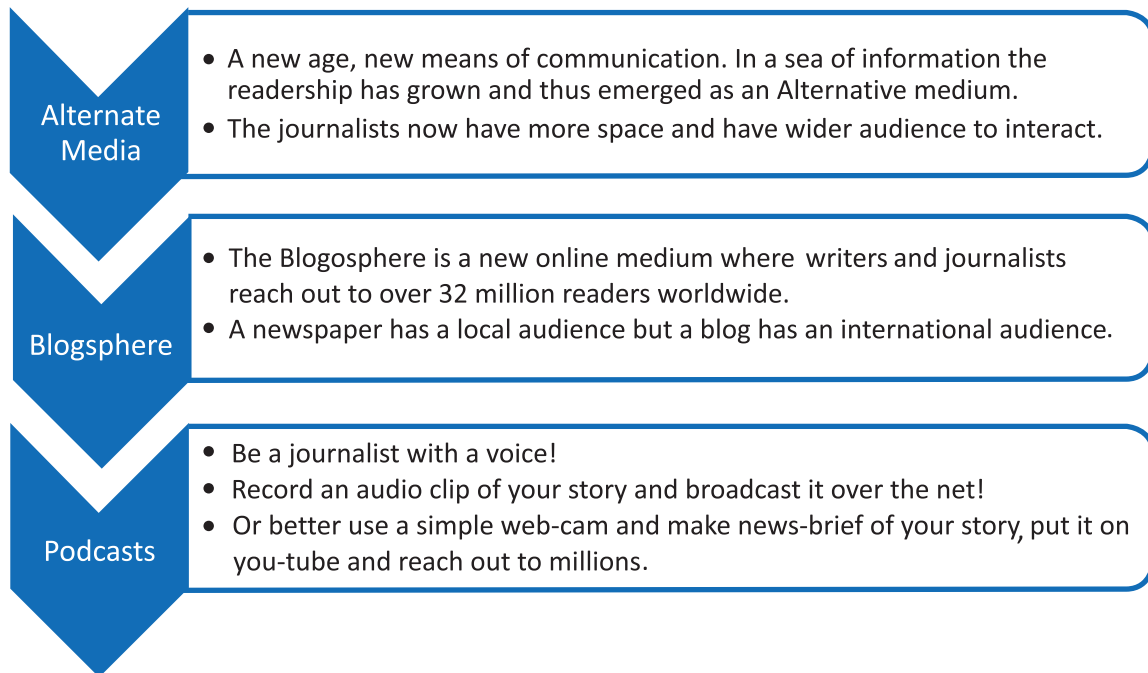 Alternate
Media
• A new age, new means of communication. In a sea of information the
readership has grown and thus emerged as an Alternative medium.
• The journalists now have more space and have wider audience to interact.
Blogsphere
• The Blogosphere is a new online medium where writers and journalists
reach out to over 32 million readers worldwide.
• A newspaper has a local audience but a blog has an international audience.
Podcasts
• Be a journalist with a voice!
• Record an audio clip of your story and broadcast it over the net!
• Or better use a simple web-cam and make news-brief of your story, put it on
you-tube and reach out to millions.